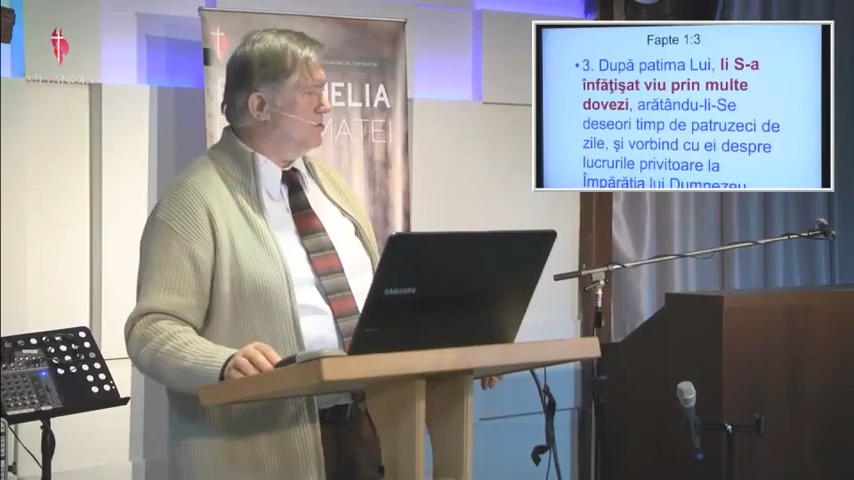 METANOIA
ELIA
MATEI
SAMSUNG
Fapte 1:3
•3. După patima Lui, li S-a
înfăţişat viu prin multe
dovezi, arătându-li-Se
deseori timp de patruzeci de
zile, şi vorbind cu ei despre
lucrurile privitoare la
Împărăţia lui Dumnezeu